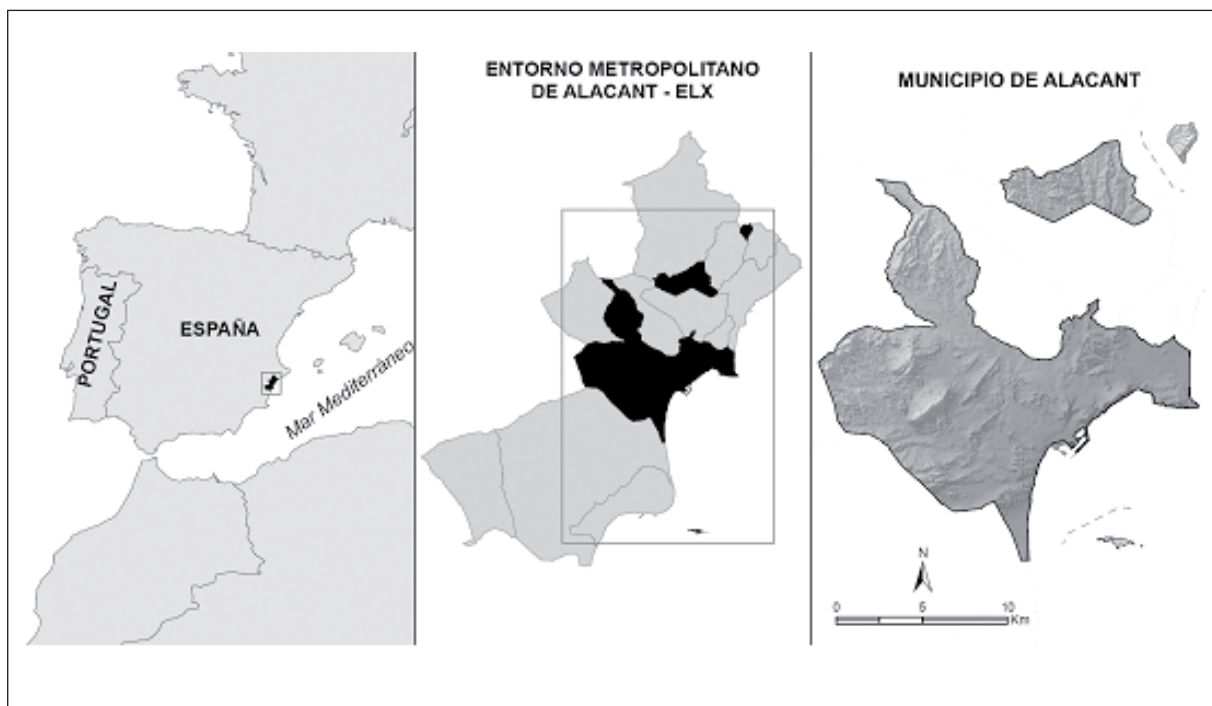 PORTUGAL
ESPAÑA
Mar Mediterráneo
ENTORNO METROPOLITANO
DE ALACANT - ELX
MUNICIPIO DE ALACANT
N
0 5 10
Km